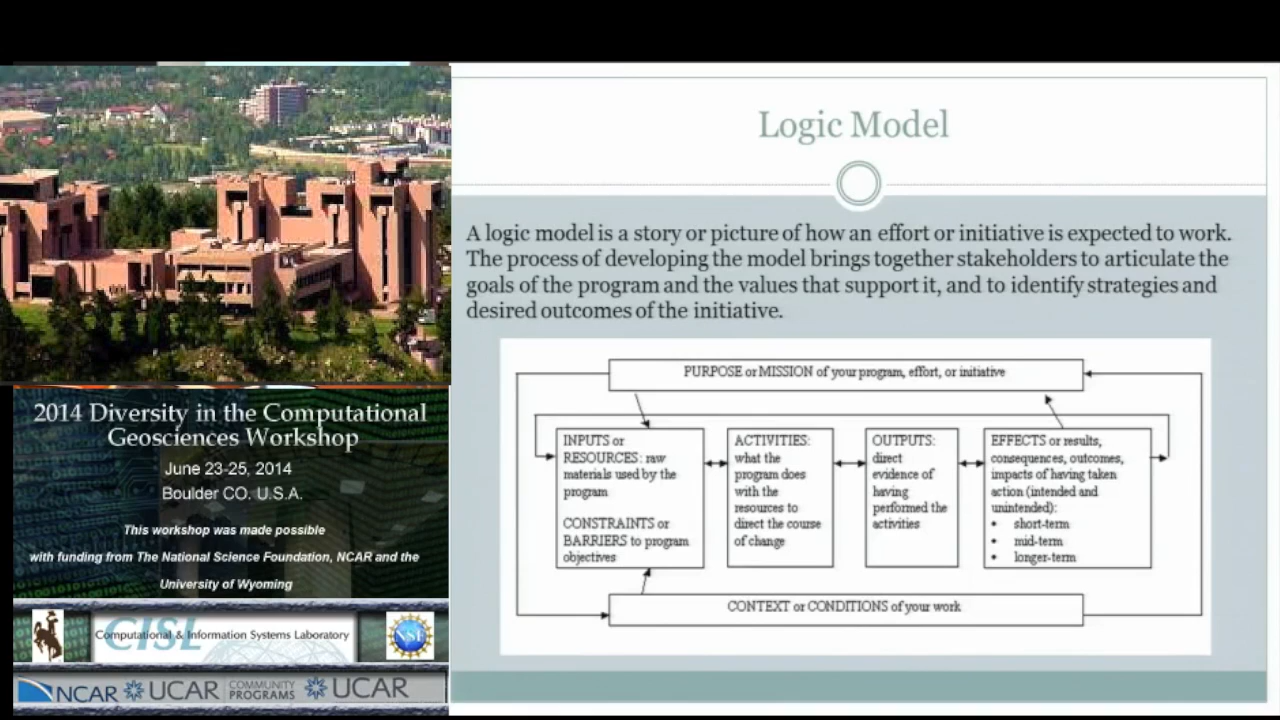 Logic Model
A logic model is a story or picture of how an effort or initiative is expected to work.
The process of developing the model brings together stakeholders to articulate the
goals of the program and the values that support it, and to identify strategies and
desired outcomes of the initiative.
PURPOSE or MISSION of your program, effort, or initiative
INPUTS or
RESOURCES: raw
materials used by the
program
CONSTRAINTS or
BARRIERS to program
objectives
ACTIVITIES:
what the
program does
with the
resources to
direct the course
of change
OUTPUTS:
direct
evidence of
having
performed the
activities
EFFECTS or results,
consequences, outcomes,
impacts of having taken
action (intended and
unintended):
• short-term
• mid-term
• longer-term
CONTEXT or CONDITIONS of your work
2014 Diversity in the Computational
Geosciences Workshop
June 23-25, 2014
Boulder CO. U.S.A.
This workshop was made possible
with funding from The National Science Foundation, NCAR and the
University of Wyoming
CISL
Computational & Information Systems Laboratory
NSF
NCAR UCAR COMMUNITY PROGRAMS UCAR